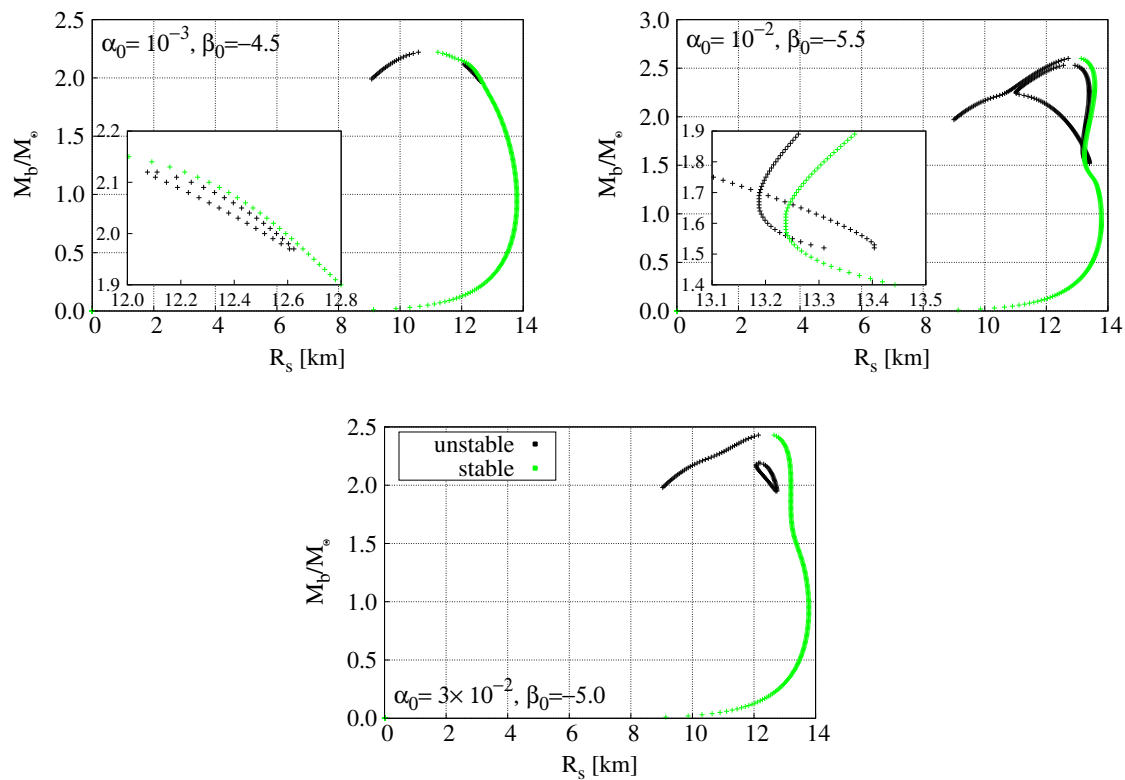 α₀= 10⁻³, β₀=−4.5
M_b/M_⊙
2.5
2.0
1.5
1.0
0.5
0.0
2.2
2.1
2.0
1.9
12.0 12.2 12.4 12.6 12.8
0 2 4 6 8 10 12 14
R_s [km]
α₀= 10⁻², β₀=−5.5
M_b/M_⊙
3.0
2.5
2.0
1.5
1.0
0.5
0.0
1.9
1.8
1.7
1.6
1.5
1.4
13.1 13.2 13.3 13.4 13.5
0 2 4 6 8 10 12 14
R_s [km]
unstable
stable
M_b/M_⊙
2.5
2.0
1.5
1.0
0.5
0.0
α₀= 3× 10⁻², β₀=−5.0
0 2 4 6 8 10 12 14
R_s [km]